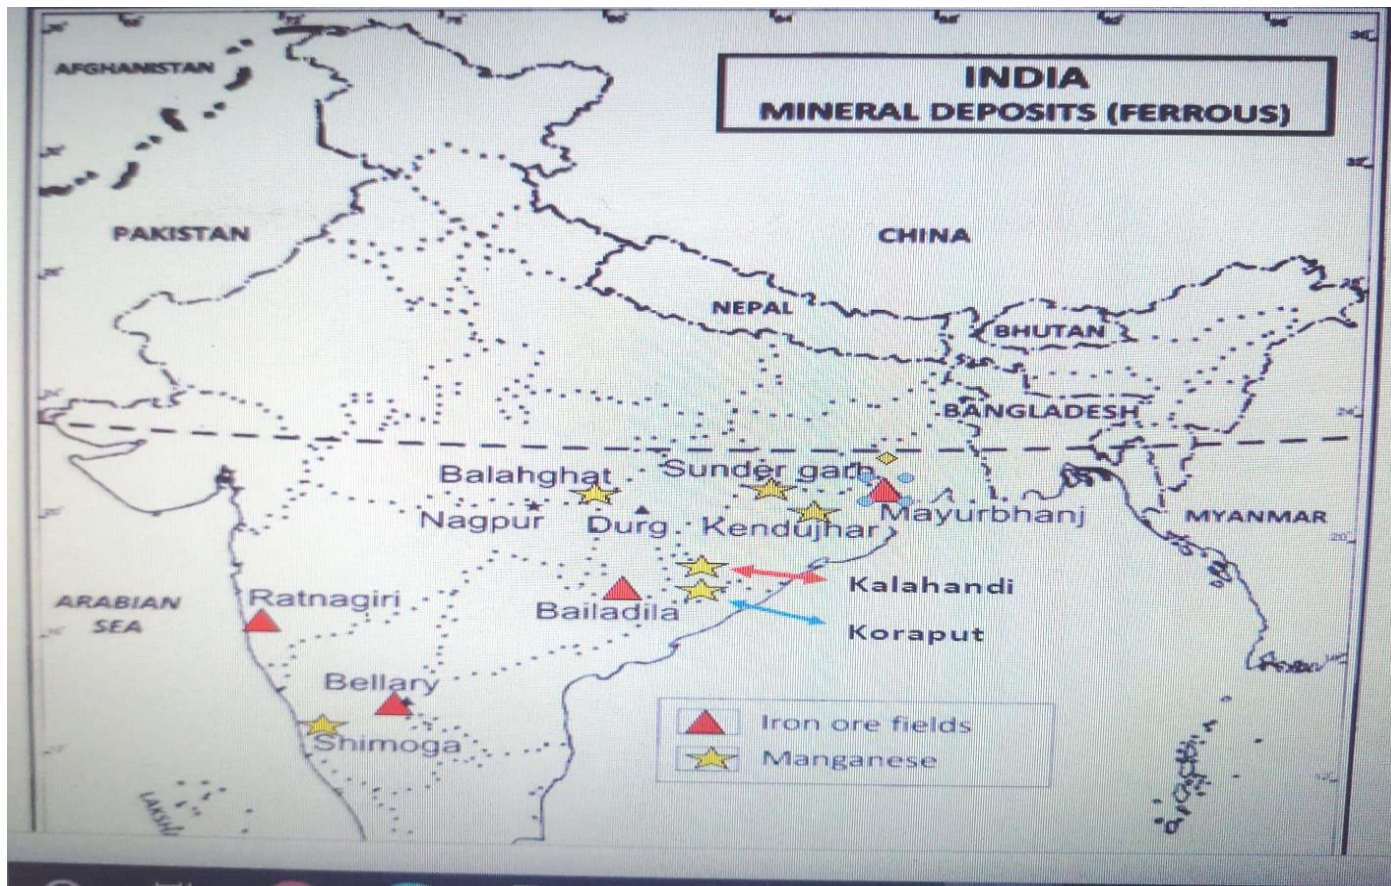 INDIA
MINERAL DEPOSITS (FERROUS)
AFGHANISTAN
PAKISTAN
CHINA
NEPAL
BHUTAN
BANGLADESH
Balahghat
Sunder garh
Nagpur
Durg
Kendujhar
Mayurbhanj
MYANMAR
ARABIAN
SEA
Ratnagiri
Bailadila
Kalahandi
Koraput
Bellary
Shimoga
Iron ore fields
Manganese
LAKSH